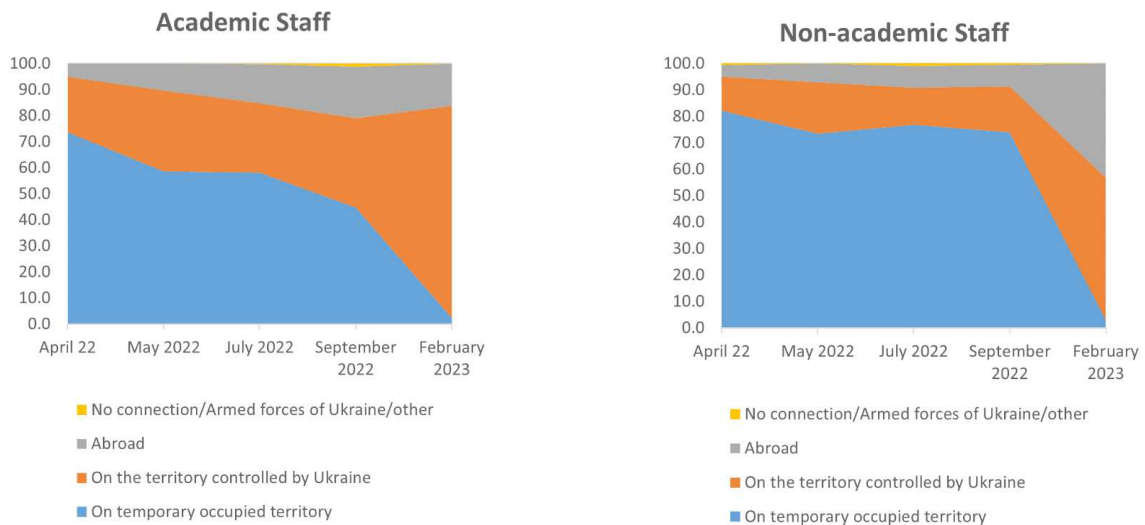 Academic Staff
100.0
90.0
80.0
70.0
60.0
50.0
40.0
30.0
20.0
10.0
0.0
April 22
May 2022
July 2022
September
2022
February
2023
No connection/Armed forces of Ukraine/other
Abroad
On the territory controlled by Ukraine
On temporary occupied territory
Non-academic Staff
100.0
90.0
80.0
70.0
60.0
50.0
40.0
30.0
20.0
10.0
0.0
April 22
May 2022
July 2022
September
2022
February
2023
No connection/Armed forces of Ukraine/other
Abroad
On the territory controlled by Ukraine
On temporary occupied territory